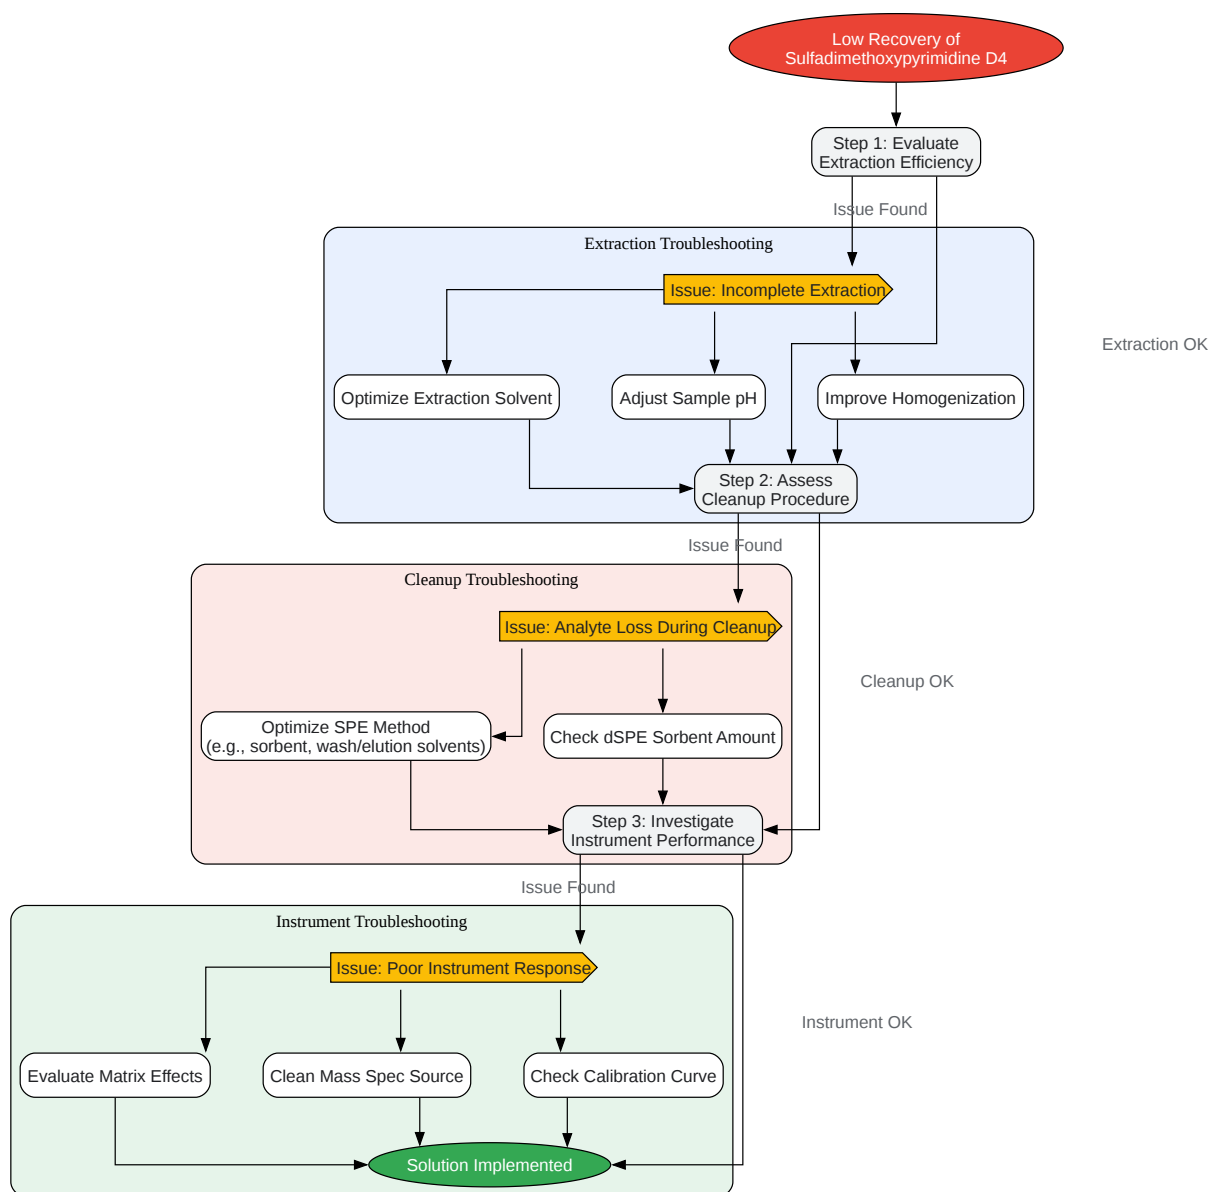 Low Recovery of
Sulfadimethoxypyrimidine D4
Step 1: Evaluate
Extraction Efficiency
Issue Found
Extraction Troubleshooting
Issue: Incomplete Extraction
Extraction OK
Optimize Extraction Solvent
Adjust Sample pH
Improve Homogenization
Step 2: Assess
Cleanup Procedure
Issue Found
Cleanup Troubleshooting
Issue: Analyte Loss During Cleanup
Cleanup OK
Optimize SPE Method
(e.g., sorbent, wash/elution solvents)
Check dSPE Sorbent Amount
Step 3: Investigate
Instrument Performance
Issue Found
Instrument Troubleshooting
Issue: Poor Instrument Response
Instrument OK
Evaluate Matrix Effects
Clean Mass Spec Source
Check Calibration Curve
Solution Implemented